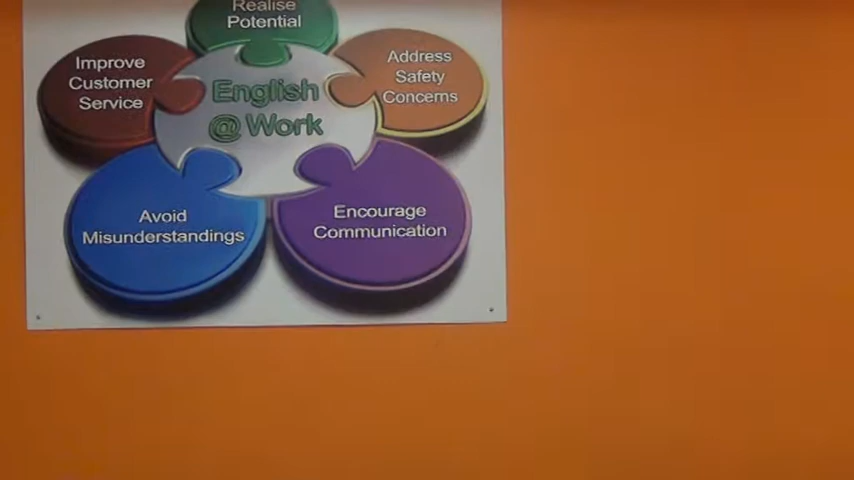 Realise
Potential
Improve
Customer
Service
English
@ Work
Address
Safety
Concerns
Avoid
Misunderstandings
Encourage
Communication